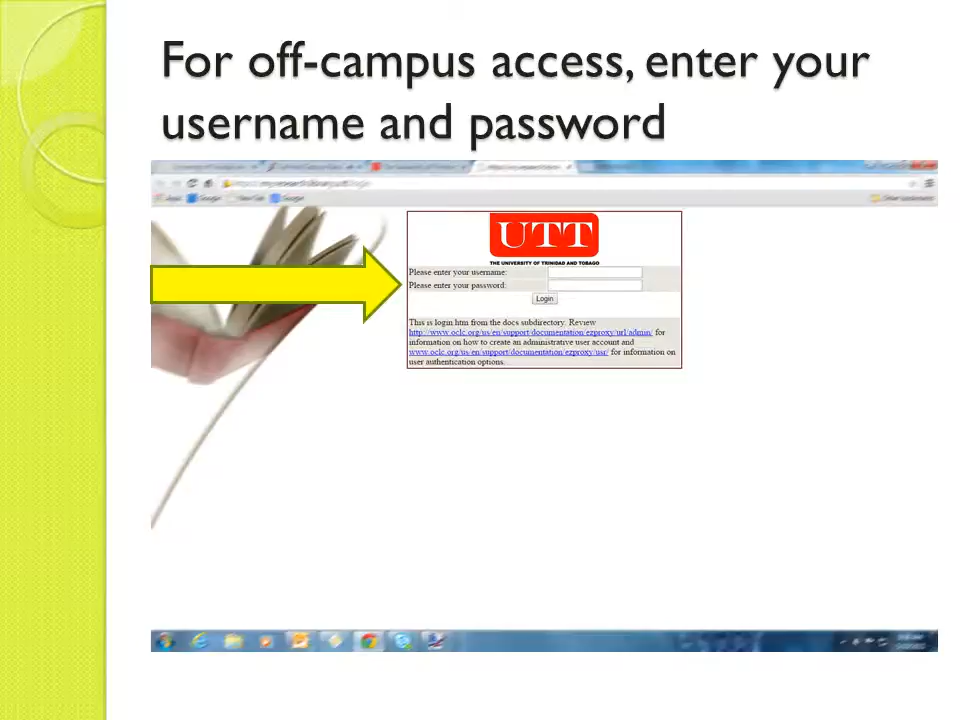 For off-campus access, enter your
username and password
Google
Google
UTT
THE UNIVERSITY OF TRINIDAD AND TOBAGO
Please enter your username:
Please enter your password:
Login
This is login.htm from the docs subdirectory. Review
http://www.oclc.org/us/en/support/documentation/ezproxy/url/admin/ for
information on how to create an administrative user account and
www.oclc.org/us/en/support/documentation/ezproxy/usr/ for information on
user authentication options.